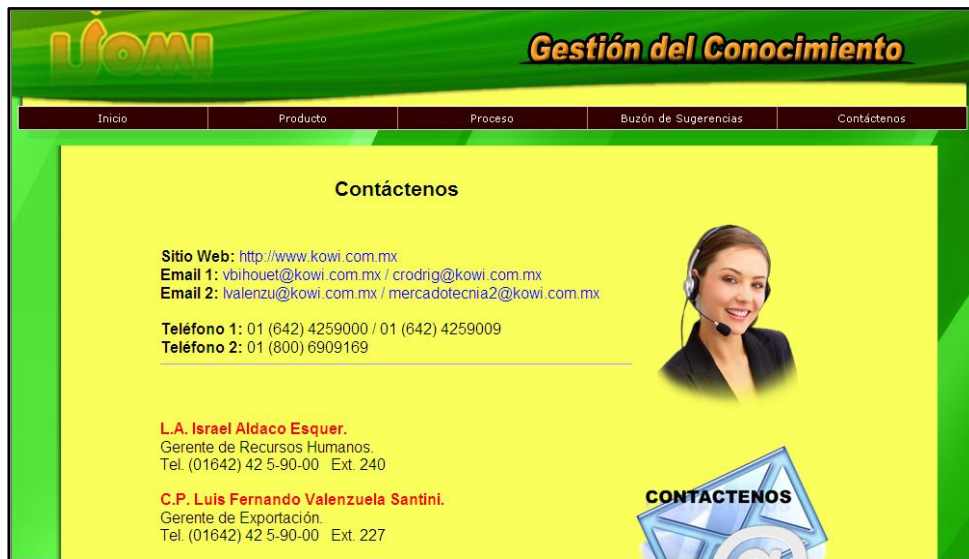 Gestión del Conocimiento
Inicio Producto Proceso Buzón de Sugerencias Contáctenos
Contáctenos
Sitio Web: http://www.kowi.com.mx
Email 1: vbihouet@kowi.com.mx / crodrig@kowi.com.mx
Email 2: lvalenzu@kowi.com.mx / mercadotecnia2@kowi.com.mx
Teléfono 1: 01 (642) 4259000 / 01 (642) 4259009
Teléfono 2: 01 (800) 6909169
L.A. Israel Aldaco Esquer.
Gerente de Recursos Humanos.
Tel. (01642) 42 5-90-00 Ext. 240
C.P. Luis Fernando Valenzuela Santini.
Gerente de Exportación.
Tel. (01642) 42 5-90-00 Ext. 227
CONTACTENOS
@